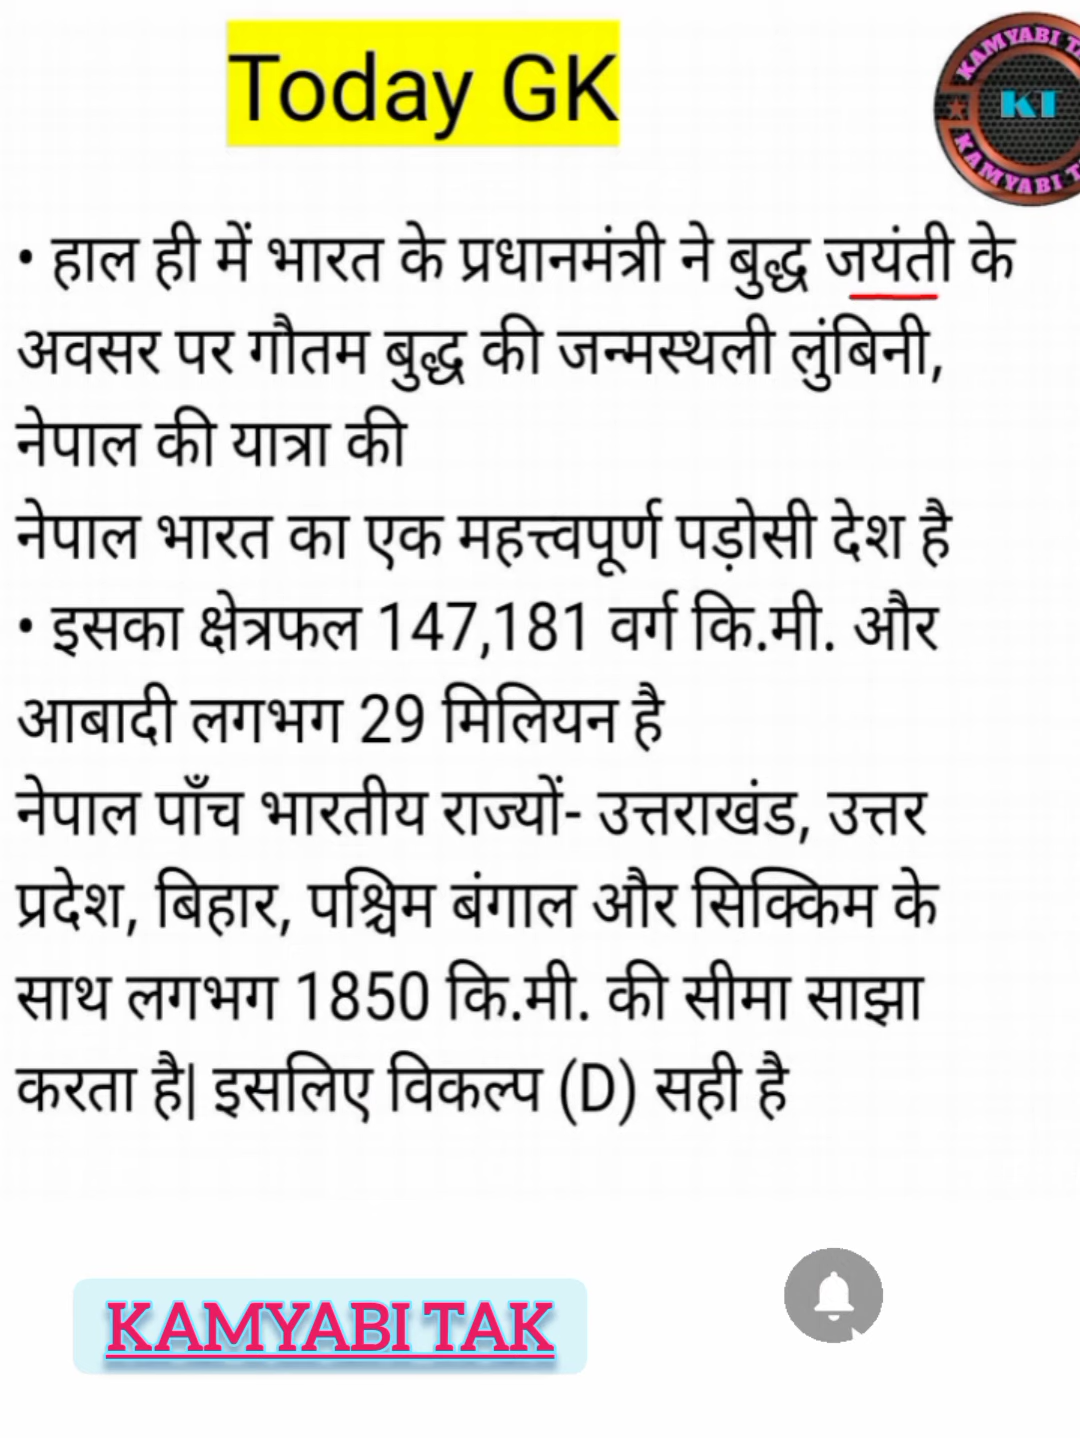 Today GK
KAMYABI T
KI
KAMYABI T
• हाल ही में भारत के प्रधानमंत्री ने बुद्ध जयंती के
अवसर पर गौतम बुद्ध की जन्मस्थली लुंबिनी,
नेपाल की यात्रा की
नेपाल भारत का एक महत्त्वपूर्ण पड़ोसी देश है
• इसका क्षेत्रफल 147,181 वर्ग कि.मी. और
आबादी लगभग 29 मिलियन है
नेपाल पाँच भारतीय राज्यों- उत्तराखंड, उत्तर
प्रदेश, बिहार, पश्चिम बंगाल और सिक्किम के
साथ लगभग 1850 कि.मी. की सीमा साझा
करता है| इसलिए विकल्प (D) सही है
KAMYABI TAK